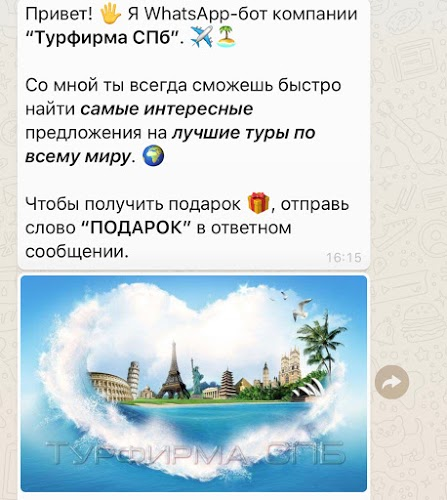 Привет! 🖐 Я WhatsApp-бот компании
“Турфирма СПб”. ✈️🏝
Со мной ты всегда сможешь быстро
найти самые интересные
предложения на лучшие туры по
всему миру. 🌍
Чтобы получить подарок 🎁, отправь
слово “ПОДАРОК” в ответном
сообщении.
16:15
ТУРФИРМА СПБ